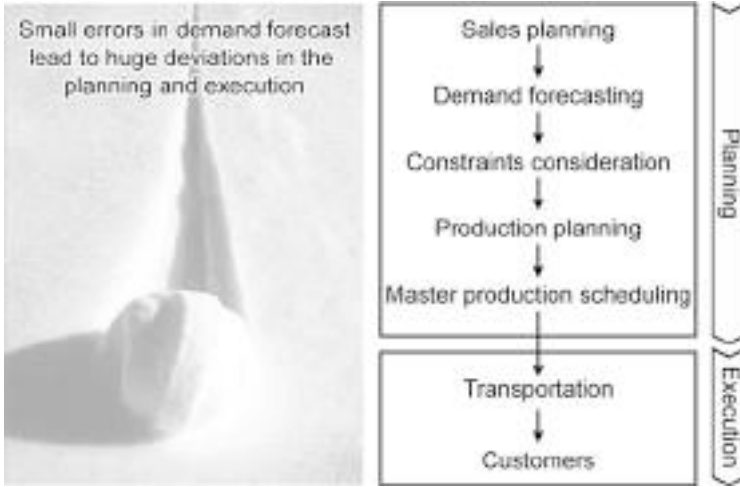 Small errors in demand forecast
lead to huge deviations in the
planning and execution
Sales planning
Demand forecasting
Constraints consideration
Production planning
Master production scheduling
Planning
Transportation
Customers
Execution